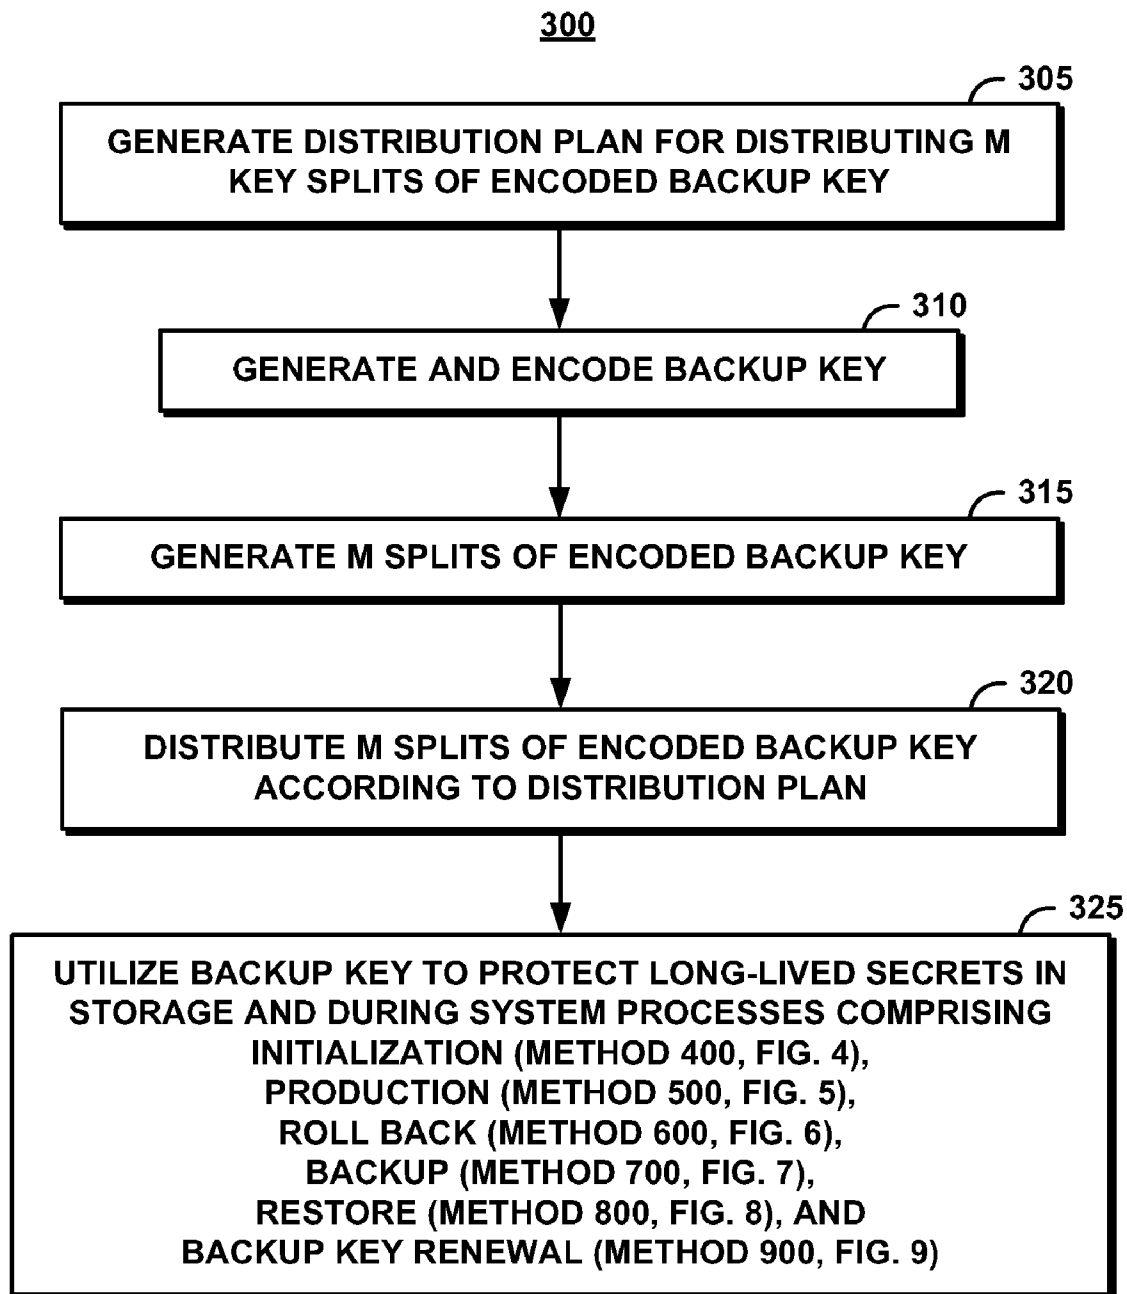 300
305
GENERATE DISTRIBUTION PLAN FOR DISTRIBUTING M
KEY SPLITS OF ENCODED BACKUP KEY
310
GENERATE AND ENCODE BACKUP KEY
315
GENERATE M SPLITS OF ENCODED BACKUP KEY
320
DISTRIBUTE M SPLITS OF ENCODED BACKUP KEY
ACCORDING TO DISTRIBUTION PLAN
325
UTILIZE BACKUP KEY TO PROTECT LONG-LIVED SECRETS IN
STORAGE AND DURING SYSTEM PROCESSES COMPRISING
INITIALIZATION (METHOD 400, FIG. 4),
PRODUCTION (METHOD 500, FIG. 5),
ROLL BACK (METHOD 600, FIG. 6),
BACKUP (METHOD 700, FIG. 7),
RESTORE (METHOD 800, FIG. 8), AND
BACKUP KEY RENEWAL (METHOD 900, FIG. 9)